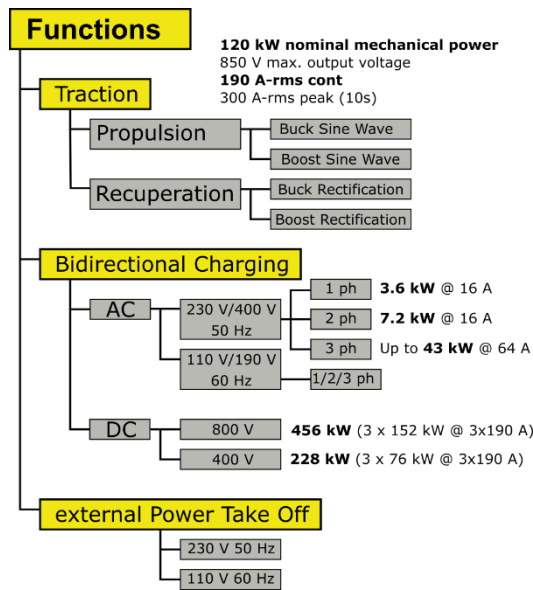 Functions
120 kW nominal mechanical power
850 V max. output voltage
190 A-rms cont
300 A-rms peak (10s)
Traction
Propulsion
Buck Sine Wave
Boost Sine Wave
Recuperation
Buck Rectification
Boost Rectification
Bidirectional Charging
AC
230 V/400 V
50 Hz
1 ph 3.6 kW @ 16 A
2 ph 7.2 kW @ 16 A
3 ph Up to 43 kW @ 64 A
110 V/190 V
60 Hz
1/2/3 ph
DC
800 V 456 kW (3 x 152 kW @ 3x190 A)
400 V 228 kW (3 x 76 kW @ 3x190 A)
external Power Take Off
230 V 50 Hz
110 V 60 Hz